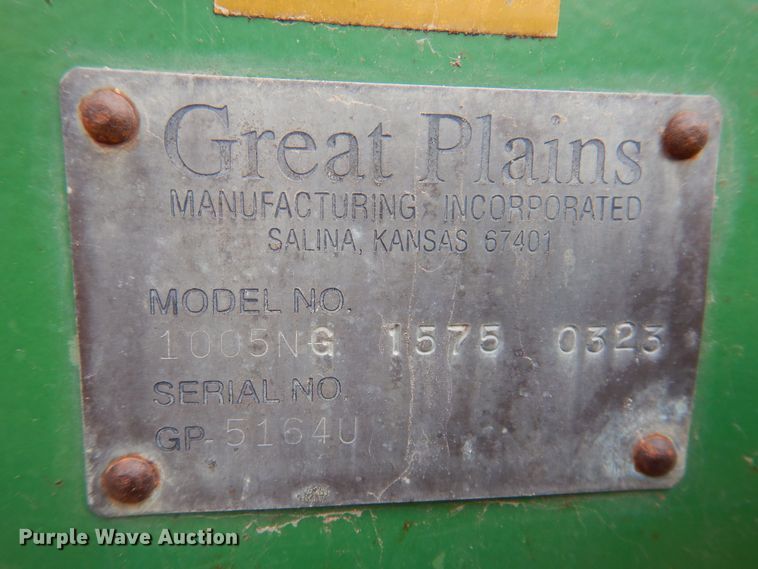 Great Plains
MANUFACTURING INCORPORATED
SALINA, KANSAS 67401
MODEL NO.
1005NG 1575 0323
SERIAL NO.
GP-5164U
Purple Wave Auction